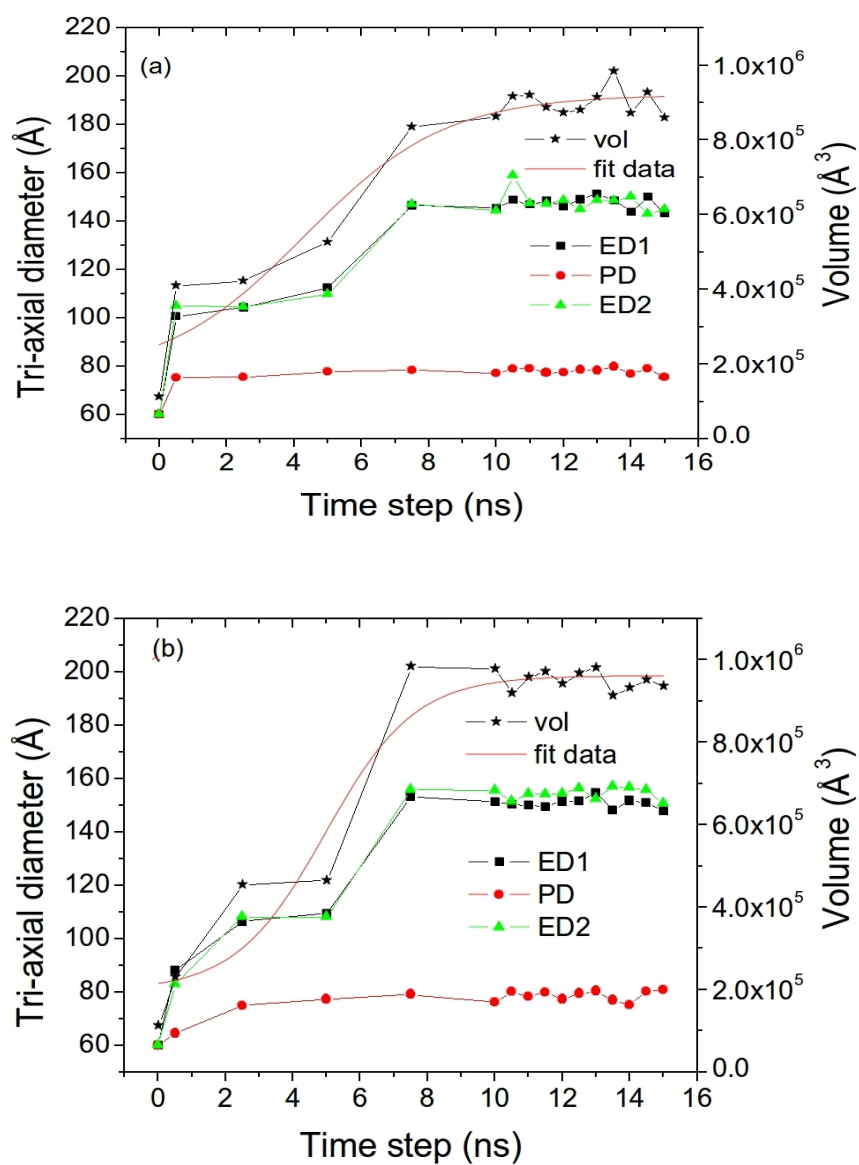 (a)
220
200
180
160
140
120
100
80
60
Tri-axial diameter (Å)
vol
fit data
ED1
PD
ED2
1.0x10⁶
8.0x10⁵
6.0x10⁵
4.0x10⁵
2.0x10⁵
0.0
Volume (Å³)
0 2 4 6 8 10 12 14 16
Time step (ns)
(b)
220
200
180
160
140
120
100
80
60
Tri-axial diameter (Å)
vol
fit data
ED1
PD
ED2
1.0x10⁶
8.0x10⁵
6.0x10⁵
4.0x10⁵
2.0x10⁵
0.0
Volume (Å³)
0 2 4 6 8 10 12 14 16
Time step (ns)